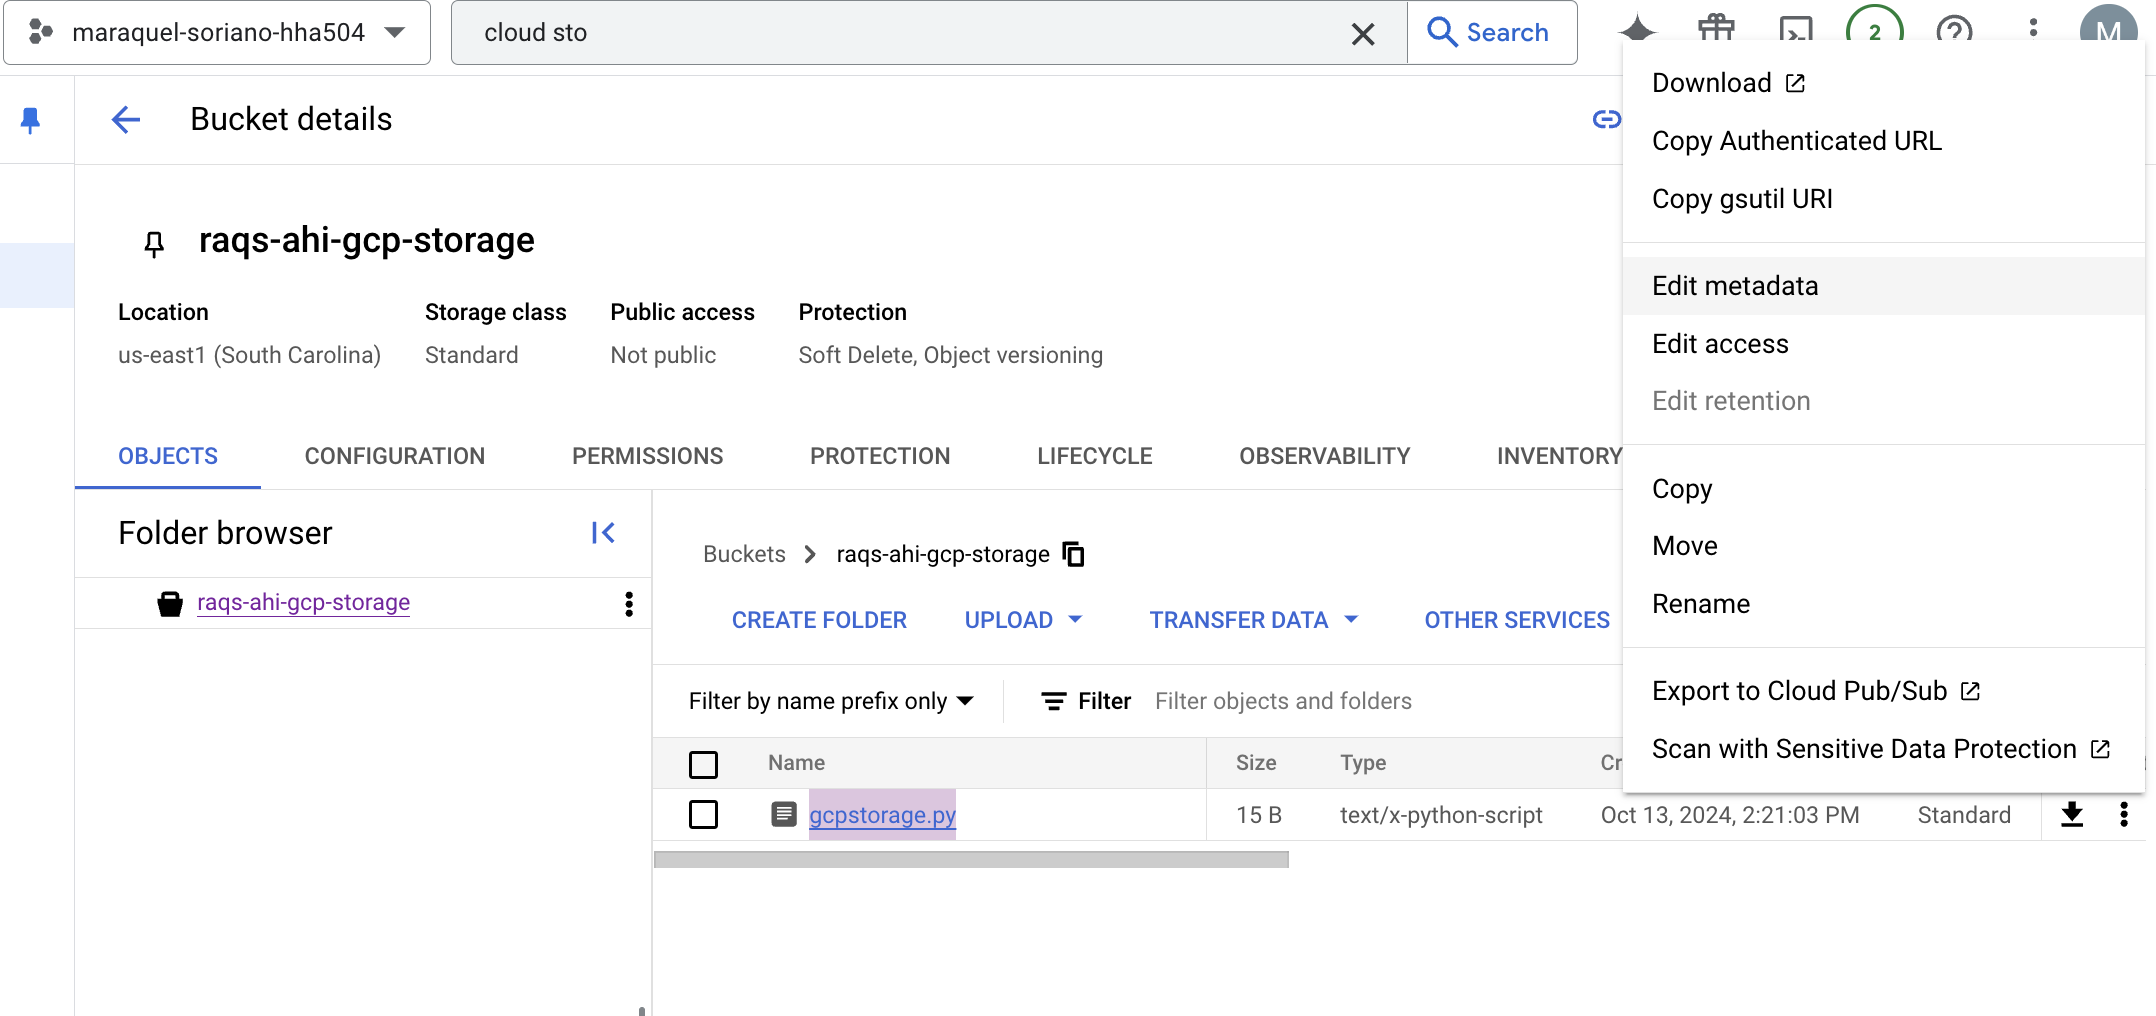 maraquel-soriano-hha504
cloud sto
Search
2
M
Bucket details
raqs-ahi-gcp-storage
Location Storage class Public access Protection
us-east1 (South Carolina) Standard Not public Soft Delete, Object versioning
OBJECTS CONFIGURATION PERMISSIONS PROTECTION LIFECYCLE OBSERVABILITY INVENTORY
Folder browser
raqs-ahi-gcp-storage
Buckets raqs-ahi-gcp-storage
CREATE FOLDER UPLOAD TRANSFER DATA OTHER SERVICES
Filter by name prefix only Filter Filter objects and folders
Name Size Type Cr
gcpstorage.py 15 B text/x-python-script Oct 13, 2024, 2:21:03 PM Standard
Download
Copy Authenticated URL
Copy gsutil URI
Edit metadata
Edit access
Edit retention
Copy
Move
Rename
Export to Cloud Pub/Sub
Scan with Sensitive Data Protection